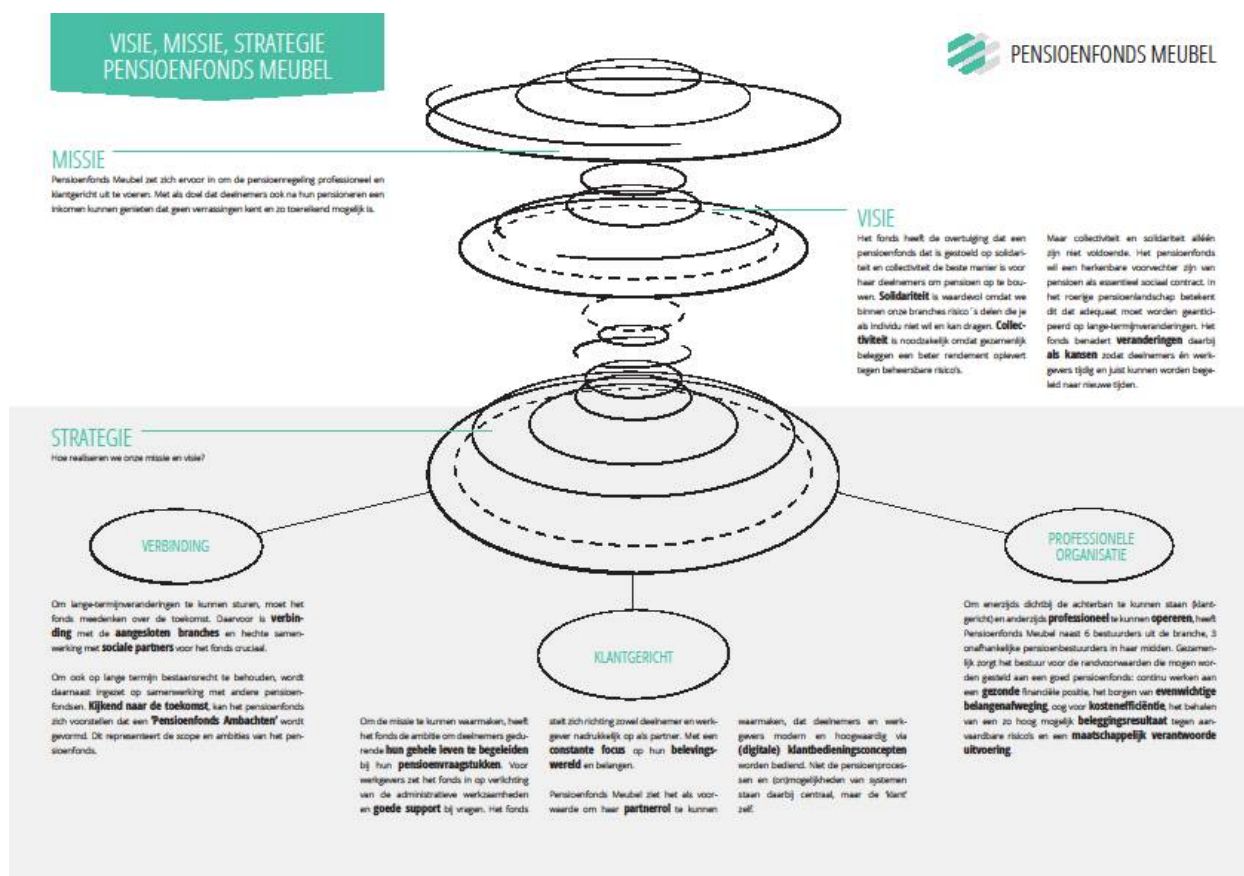 VISIE, MISSIE, STRATEGIE
PENSIOENFONDS MEUBEL
PENSIOENFONDS MEUBEL
MISSIE
Pensioenfonds Meubel zet zich ervoor in om de pensioenregeling professioneel en
klantgericht uit te voeren. Met als doel dat deelnemers ook na hun pensioneren een
inkomen kunnen genieten dat geen verrassingen kent en zo toereikend mogelijk is.
VISIE
Het fonds heeft de overtuiging dat een
pensioenfonds dat is gestoeld op solidari-
teit en collectiviteit de beste manier is voor
haar deelnemers om pensioen op te bou-
wen. Solidariteit is waardevol omdat we
binnen onze branches risico´s delen die je
als individu niet wil en kan dragen. Collec-
tiviteit is noodzakelijk omdat gezamenlijk
beleggen een beter rendement oplevert
tegen beheersbare risico's.
Maar collectiviteit en solidariteit alléén
zijn niet voldoende. Het pensioenfonds
wil een herkenbare voorvechter zijn van
pensioen als essentieel sociaal contract. In
het roerige pensioenlandschap betekent
dit dat adequaat moet worden geantici-
peerd op lange-termijnveranderingen. Het
fonds benadert veranderingen daarbij
als kansen zodat deelnemers én werk-
gevers tijdig en juist kunnen worden bege-
leid naar nieuwe tijden.
STRATEGIE
Hoe realiseren we onze missie en visie?
VERBINDING
Om lange-termijnveranderingen te kunnen sturen, moet het
fonds meedenken over de toekomst. Daarvoor is verbin-
ding met de aangesloten branches en hechte samen-
werking met sociale partners voor het fonds cruciaal.
Om ook op lange termijn bestaansrecht te behouden, wordt
daarnaast ingezet op samenwerking met andere pensioen-
fondsen. Kijkend naar de toekomst, kan het pensioenfonds
zich voorstellen dat een 'Pensioenfonds Ambachten' wordt
gevormd. Dit representeert de scope en ambities van het pen-
sioenfonds.
KLANTGERICHT
Om de missie te kunnen waarmaken, heeft
het fonds de ambitie om deelnemers gedu-
rende hun gehele leven te begeleiden
bij hun pensioenvraagstukken. Voor
werkgevers zet het fonds in op verlichting
van de administratieve werkzaamheden
en goede support bij vragen. Het fonds
stelt zich richting zowel deelnemer en werk-
gever nadrukkelijk op als partner. Met een
constante focus op hun belevings-
wereld en belangen.
Pensioenfonds Meubel ziet het als voor-
waarde om haar partnerrol te kunnen
waarmaken, dat deelnemers en werk-
gevers modern en hoogwaardig via
(digitale) klantbedieningsconcepten
worden bediend. Niet de pensioenproces-
sen en (on)mogelijkheden van systemen
staan daarbij centraal, maar de 'klant'
zelf.
PROFESSIONELE
ORGANISATIE
Om enerzijds dichtbij de achterban te kunnen staan (klant-
gericht) en anderzijds professioneel te kunnen opereren, heeft
Pensioenfonds Meubel naast 6 bestuurders uit de branche, 3
onafhankelijke pensioenbestuurders in haar midden. Gezamen-
lijk zorgt het bestuur voor de randvoorwaarden die mogen wor-
den gesteld aan een goed pensioenfonds: continu werken aan
een gezonde financiële positie, het borgen van evenwichtige
belangenafweging, oog voor kostenefficiëntie, het behalen
van een zo hoog mogelijk beleggingsresultaat tegen aan-
vaardbare risico's en een maatschappelijk verantwoorde
uitvoering.